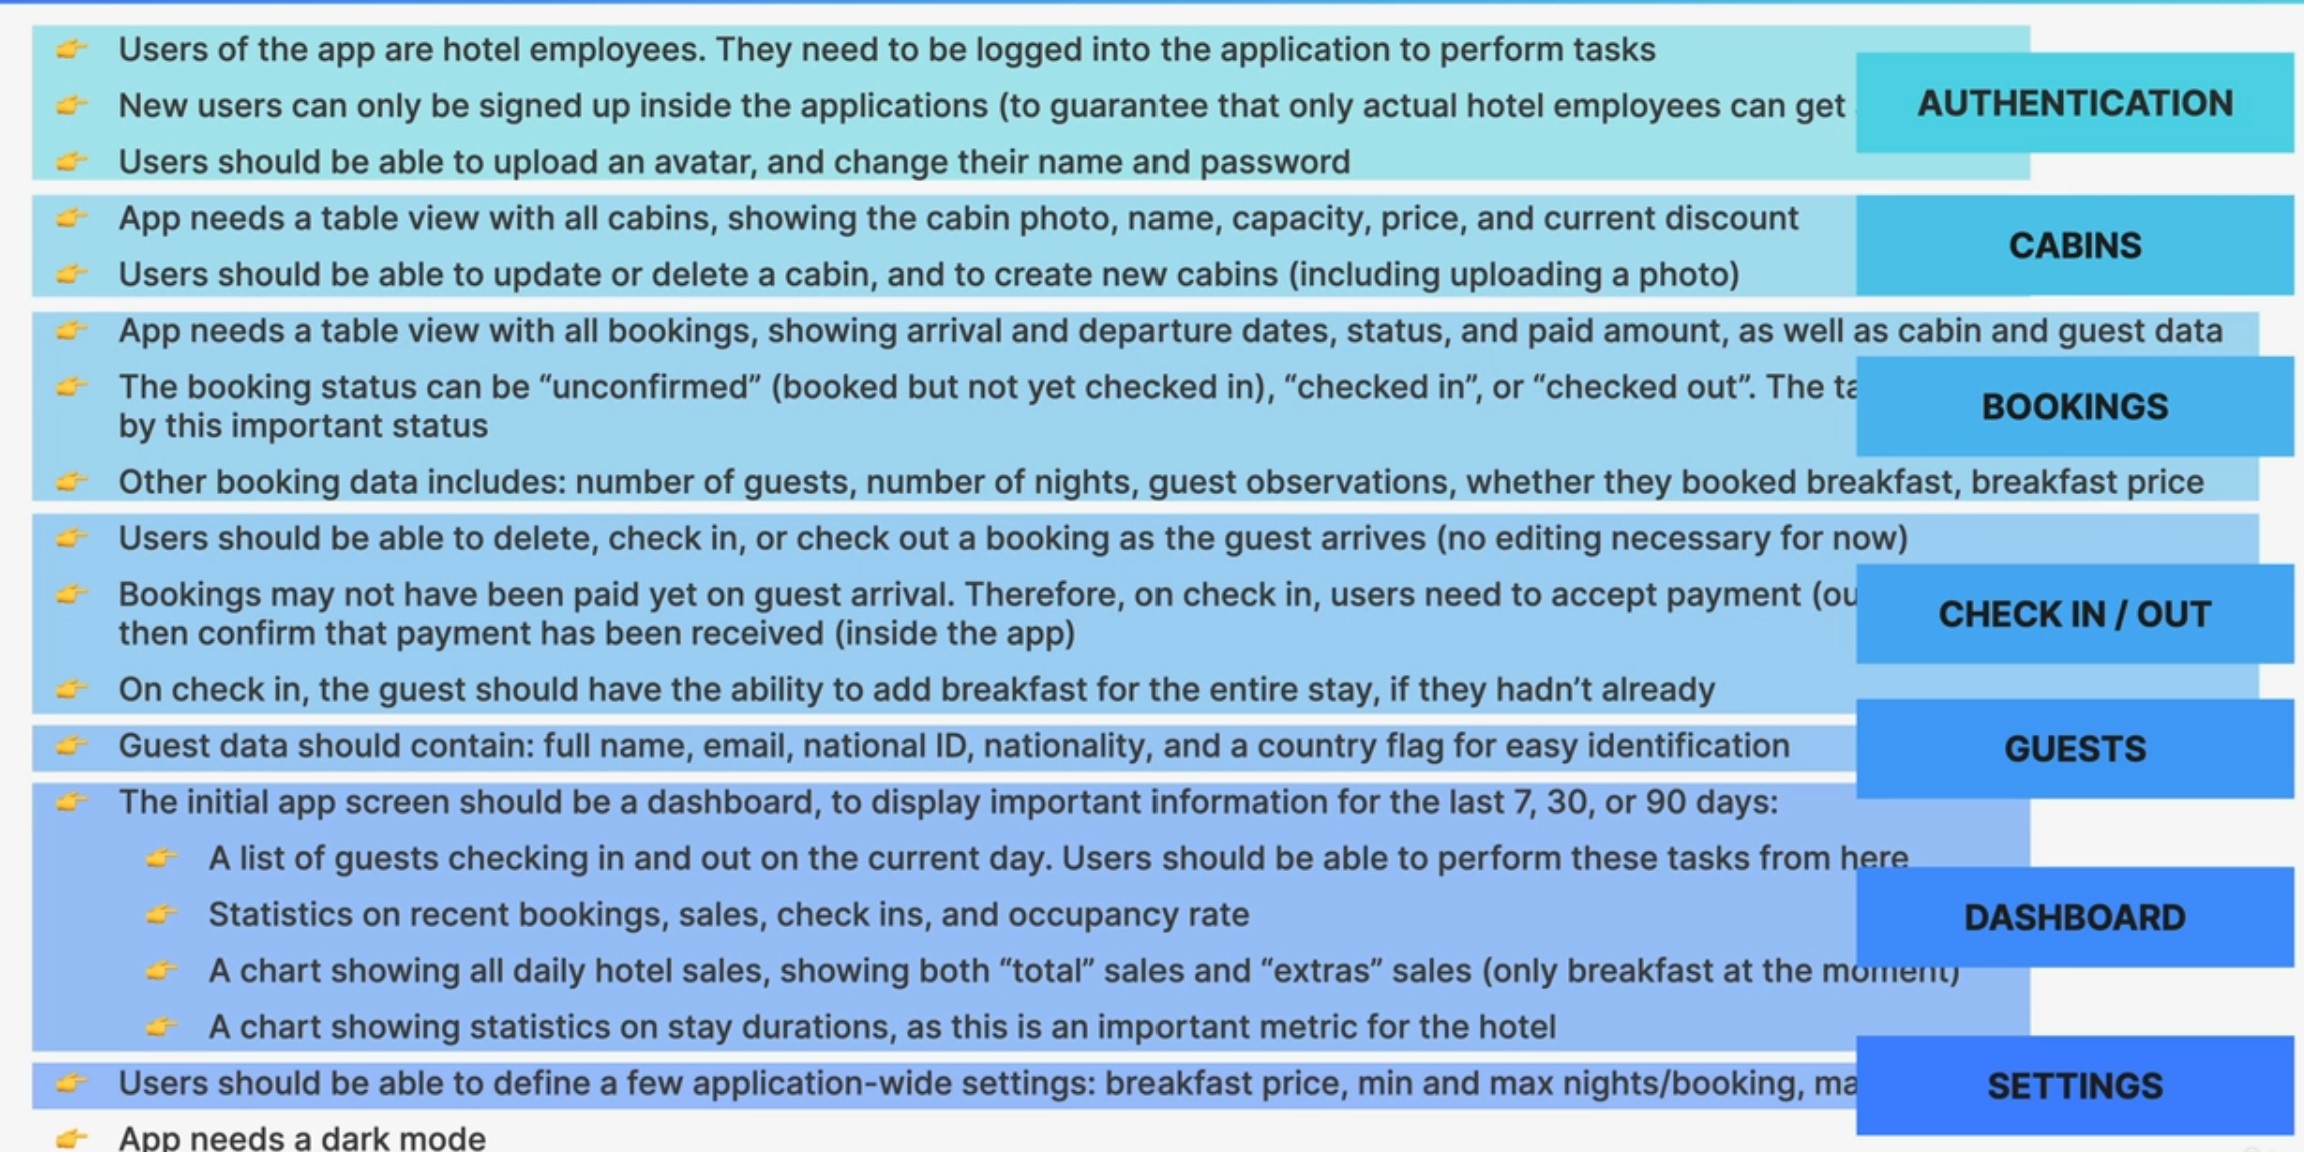 Users of the app are hotel employees. They need to be logged into the application to perform tasks
New users can only be signed up inside the applications (to guarantee that only actual hotel employees can get
Users should be able to upload an avatar, and change their name and password
AUTHENTICATION
App needs a table view with all cabins, showing the cabin photo, name, capacity, price, and current discount
Users should be able to update or delete a cabin, and to create new cabins (including uploading a photo)
CABINS
App needs a table view with all bookings, showing arrival and departure dates, status, and paid amount, as well as cabin and guest data
The booking status can be “unconfirmed” (booked but not yet checked in), “checked in”, or “checked out”. The
by this important status
Other booking data includes: number of guests, number of nights, guest observations, whether they booked breakfast, breakfast price
BOOKINGS
Users should be able to delete, check in, or check out a booking as the guest arrives (no editing necessary for now)
Bookings may not have been paid yet on guest arrival. Therefore, on check in, users need to accept payment
then confirm that payment has been received (inside the app)
On check in, the guest should have the ability to add breakfast for the entire stay, if they hadn’t already
CHECK IN / OUT
Guest data should contain: full name, email, national ID, nationality, and a country flag for easy identification
GUESTS
The initial app screen should be a dashboard, to display important information for the last 7, 30, or 90 days:
A list of guests checking in and out on the current day. Users should be able to perform these tasks from here
Statistics on recent bookings, sales, check ins, and occupancy rate
A chart showing all daily hotel sales, showing both “total” sales and “extras” sales (only breakfast at the moment)
A chart showing statistics on stay durations, as this is an important metric for the hotel
DASHBOARD
Users should be able to define a few application-wide settings: breakfast price, min and max nights/booking,
SETTINGS
App needs a dark mode